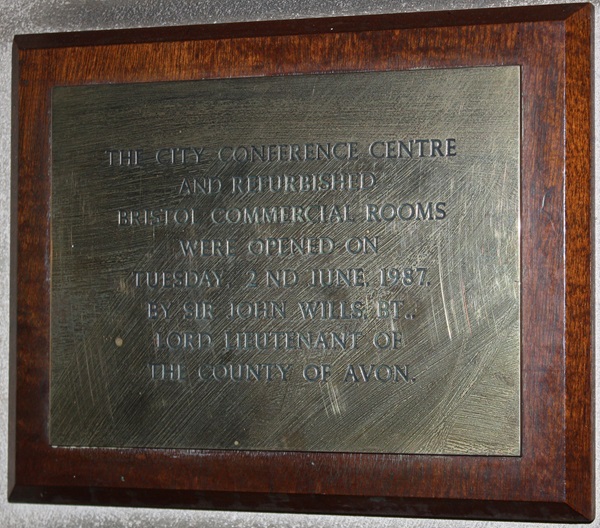 THE CITY CONFERENCE CENTRE
AND REFURBISHED
BRISTOL COMMERCIAL ROOMS
WERE OPENED ON
TUESDAY, 2ND JUNE, 1987.
BY SIR JOHN WILLS, BT.,
LORD LIEUTENANT OF
THE COUNTY OF AVON.